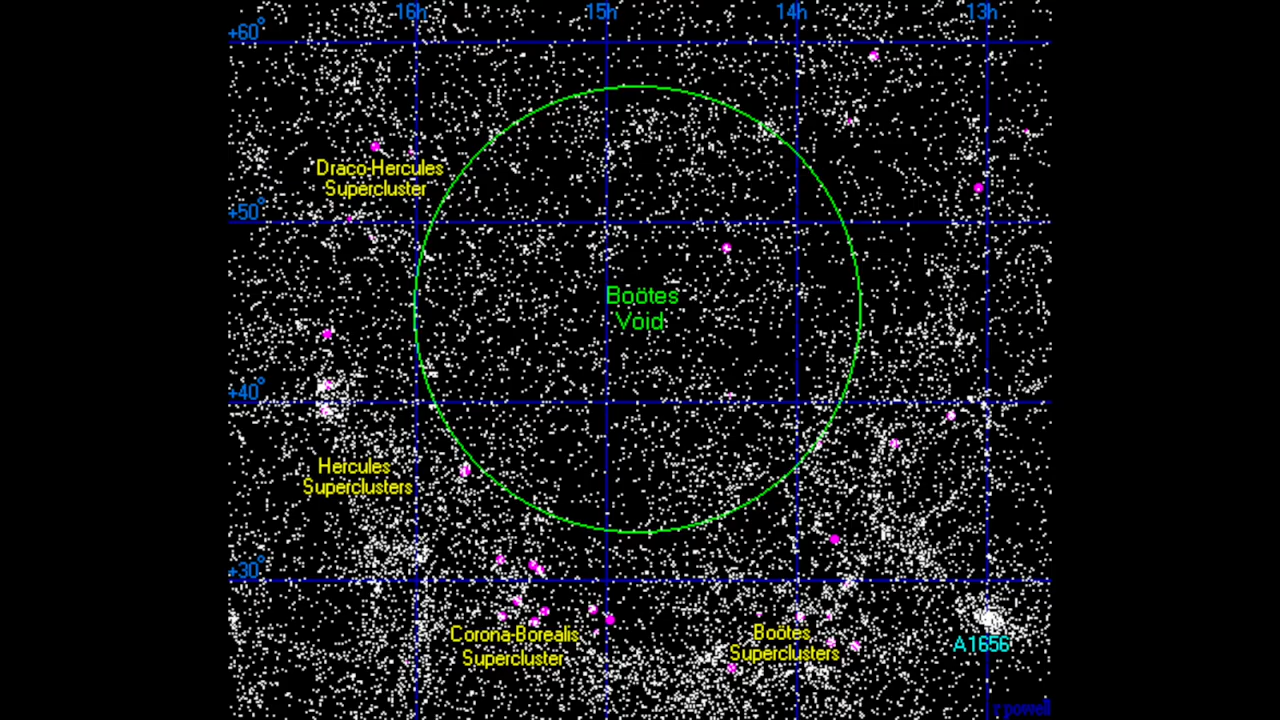 16h 15h 14h 13h
+60°
Draco-Hercules
Supercluster
+50°
Boötes
Void
+40°
Hercules
Superclusters
+30°
Corona-Borealis
Supercluster
Boötes
Superclusters
A1656
r powell